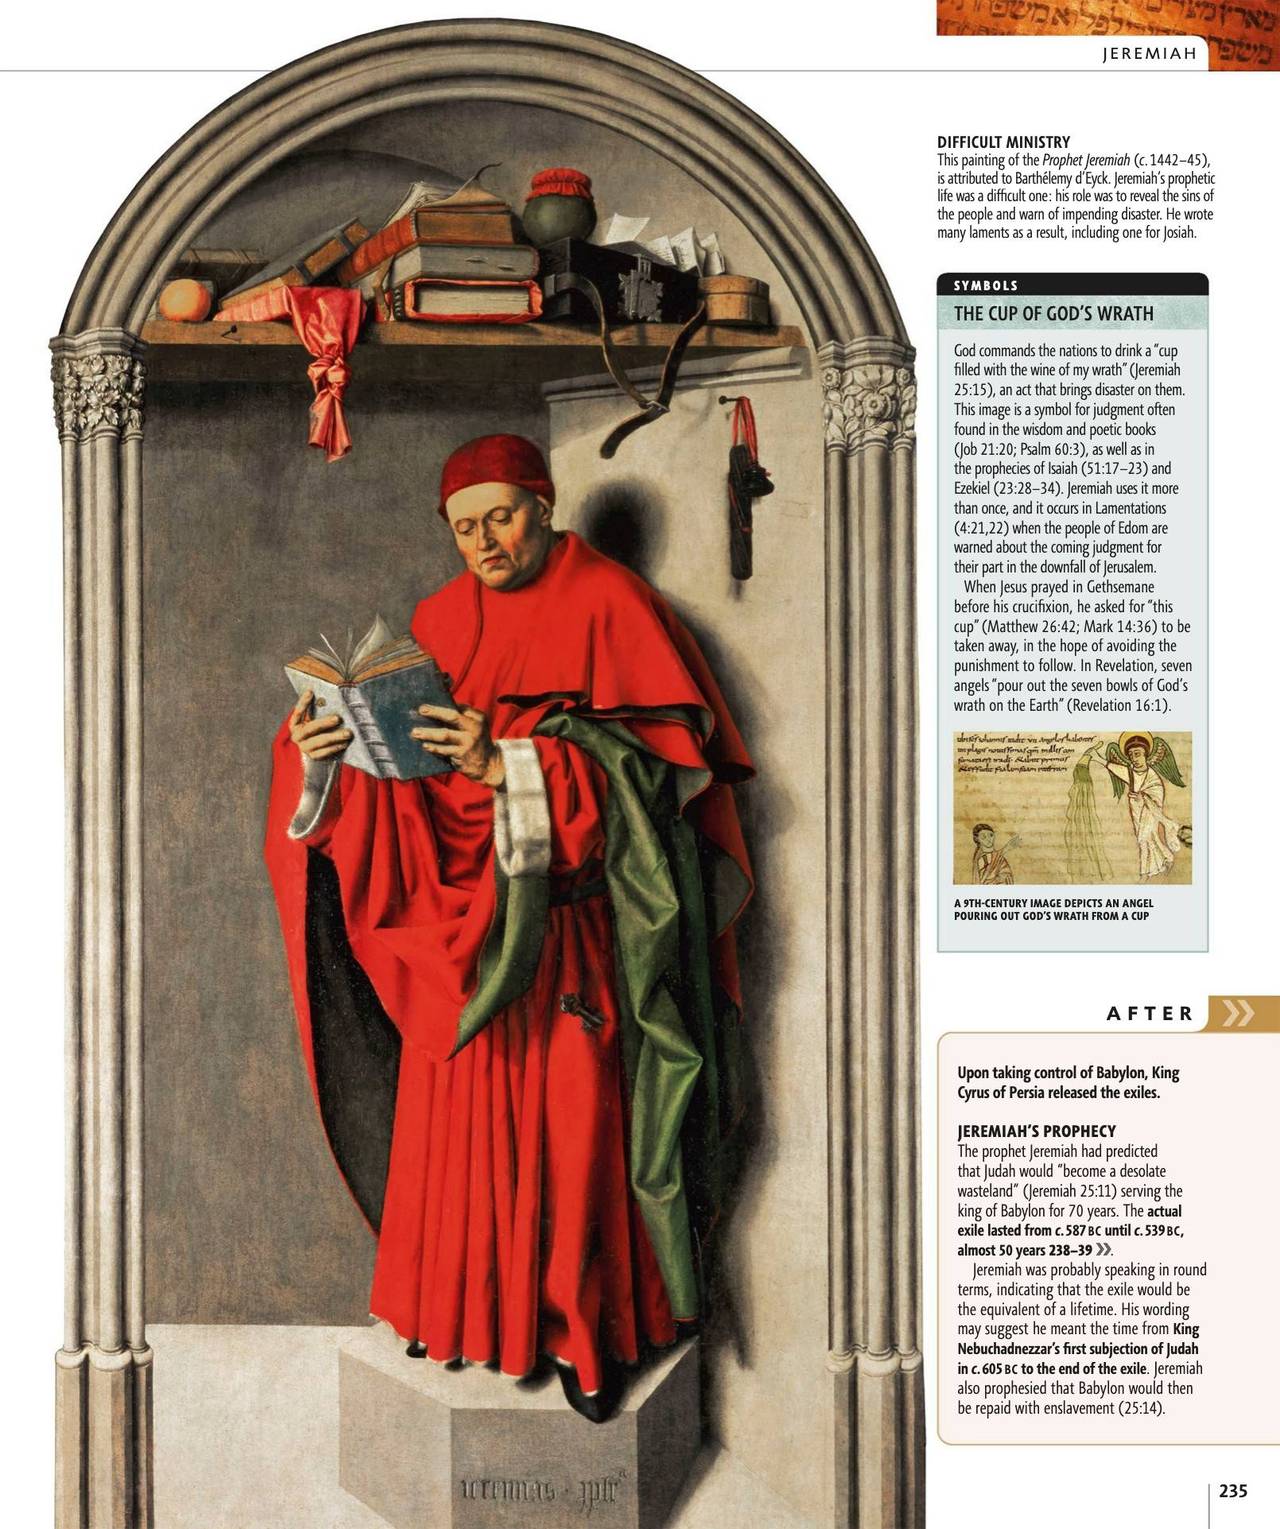 JEREMIAH
DIFFICULT MINISTRY
This painting of the Prophet Jeremiah (c. 1442–45),
is attributed to Barthélemy d’Eyck. Jeremiah’s prophetic
life was a difficult one: his role was to reveal the sins of
the people and warn of impending disaster. He wrote
many laments as a result, including one for Josiah.
SYMBOLS
THE CUP OF GOD’S WRATH
God commands the nations to drink a “cup
filled with the wine of my wrath” (Jeremiah
25:15), an act that brings disaster on them.
This image is a symbol for judgment often
found in the wisdom and poetic books
(Job 21:20; Psalm 60:3), as well as in
the prophecies of Isaiah (51:17–23) and
Ezekiel (23:28–34). Jeremiah uses it more
than once, and it occurs in Lamentations
(4:21,22) when the people of Edom are
warned about the coming judgment for
their part in the downfall of Jerusalem.
When Jesus prayed in Gethsemane
before his crucifixion, he asked for “this
cup” (Matthew 26:42; Mark 14:36) to be
taken away, in the hope of avoiding the
punishment to follow. In Revelation, seven
angels “pour out the seven bowls of God’s
wrath on the Earth” (Revelation 16:1).
A 9TH-CENTURY IMAGE DEPICTS AN ANGEL
POURING OUT GOD’S WRATH FROM A CUP
AFTER
Upon taking control of Babylon, King
Cyrus of Persia released the exiles.
JEREMIAH’S PROPHECY
The prophet Jeremiah had predicted
that Judah would “become a desolate
wasteland” (Jeremiah 25:11) serving the
king of Babylon for 70 years. The actual
exile lasted from c. 587 BC until c. 539 BC,
almost 50 years 238–39 ».
Jeremiah was probably speaking in round
terms, indicating that the exile would be
the equivalent of a lifetime. His wording
may suggest he meant the time from King
Nebuchadnezzar’s first subjection of Judah
in c. 605 BC to the end of the exile. Jeremiah
also prophesied that Babylon would then
be repaid with enslavement (25:14).
235